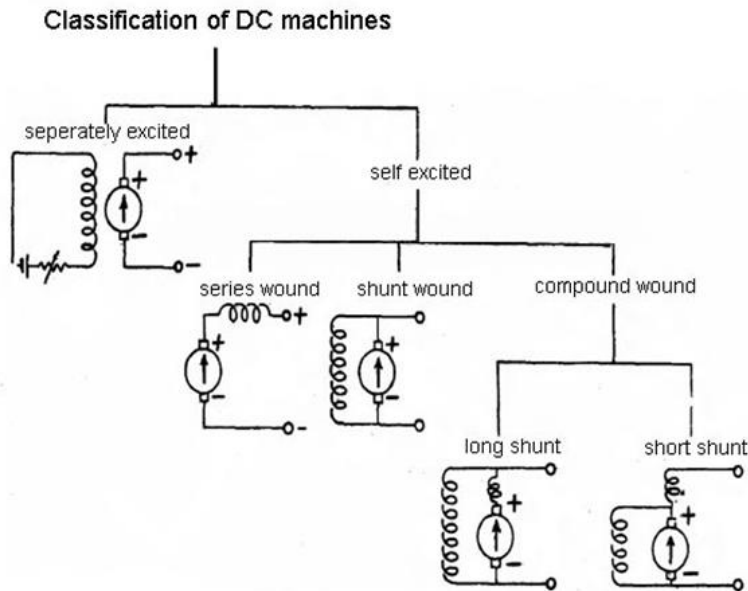 Classification of DC machines
seperately excited
+
+
self excited
-
-
series wound
shunt wound
compound wound
+
+
+
-
-
-
long shunt
short shunt
+
+
-
-